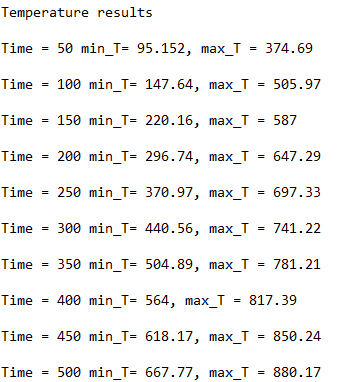 Temperature results
Time = 50 min_T= 95.152, max_T = 374.69
Time = 100 min_T= 147.64, max_T = 505.97
Time = 150 min_T= 220.16, max_T = 587
Time = 200 min_T= 296.74, max_T = 647.29
Time = 250 min_T= 370.97, max_T = 697.33
Time = 300 min_T= 440.56, max_T = 741.22
Time = 350 min_T= 504.89, max_T = 781.21
Time = 400 min_T= 564, max_T = 817.39
Time = 450 min_T= 618.17, max_T = 850.24
Time = 500 min_T= 667.77, max_T = 880.17